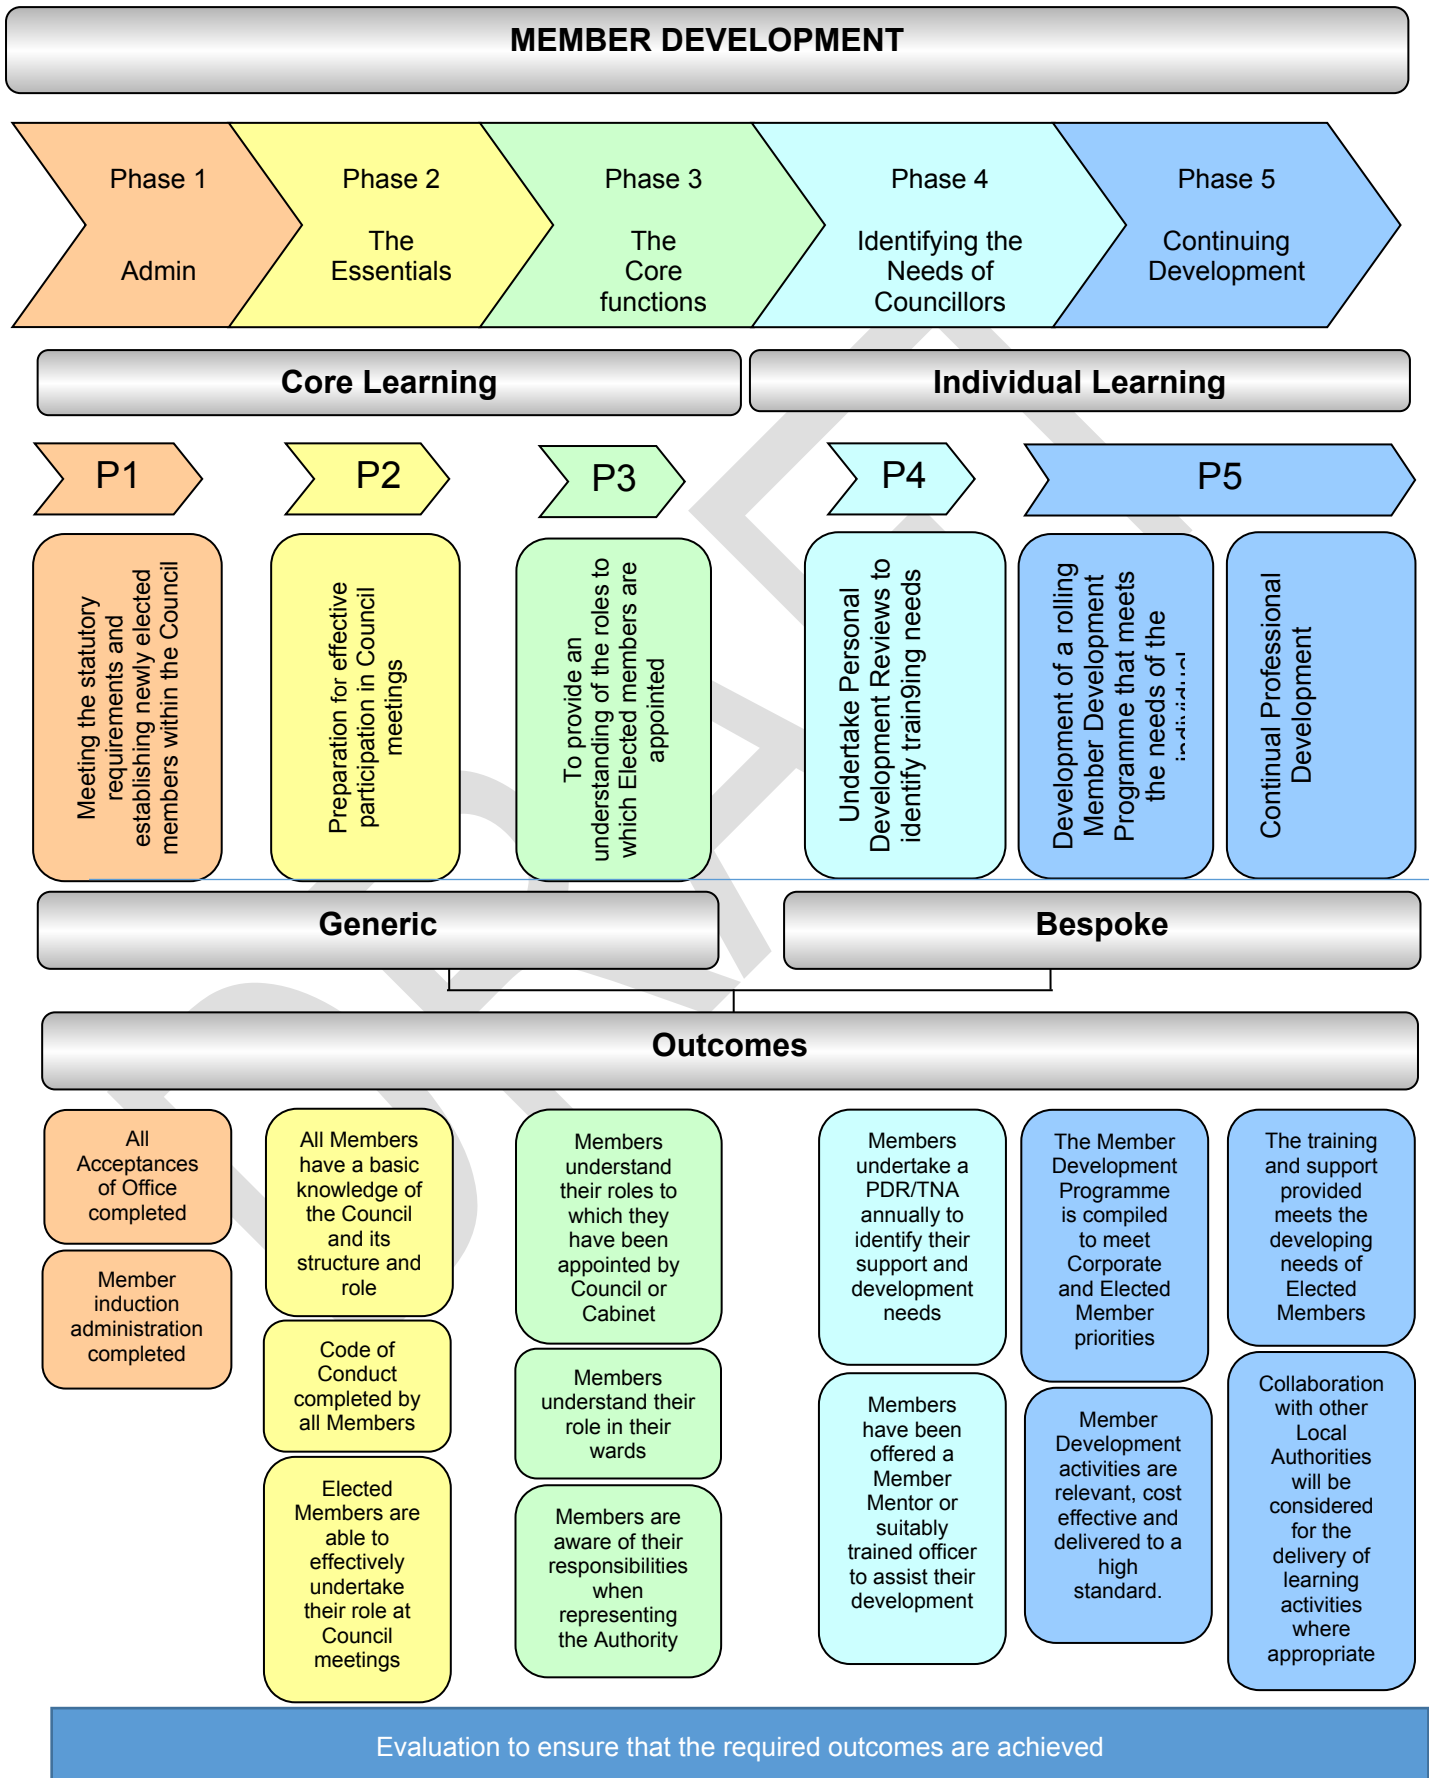 MEMBER DEVELOPMENT
Phase 1
Admin
Phase 2
The
Essentials
Phase 3
The
Core
functions
Phase 4
Identifying the
Needs of
Councillors
Phase 5
Continuing
Development
Core Learning
Individual Learning
P1
P2
P3
P4
P5
Meeting the statutory
requirements and
establishing newly elected
members within the Council
Preparation for effective
participation in Council
meetings
To provide an
understanding of the roles to
which Elected members are
appointed
Undertake Personal
Development Reviews to
identify train9ing needs
Development of a rolling
Member Development
Programme that meets
the needs of the
individual
Continual Professional
Development
Generic
Bespoke
Outcomes
All
Acceptances
of Office
completed
Member
induction
administration
completed
All Members
have a basic
knowledge of
the Council
and its
structure and
role
Code of
Conduct
completed by
all Members
Elected
Members are
able to
effectively
undertake
their role at
Council
meetings
Members
understand
their roles to
which they
have been
appointed by
Council or
Cabinet
Members
understand their
role in their
wards
Members are
aware of their
responsibilities
when
representing
the Authority
Members
undertake a
PDR/TNA
annually to
identify their
support and
development
needs
Members
have been
offered a
Member
Mentor or
suitably
trained officer
to assist their
development
The Member
Development
Programme
is compiled
to meet
Corporate
and Elected
Member
priorities
Member
Development
activities are
relevant, cost
effective and
delivered to a
high
standard.
The training
and support
provided
meets the
developing
needs of
Elected
Members
Collaboration
with other
Local
Authorities
will be
considered
for the
delivery of
learning
activities
where
appropriate
Evaluation to ensure that the required outcomes are achieved
DRAFT